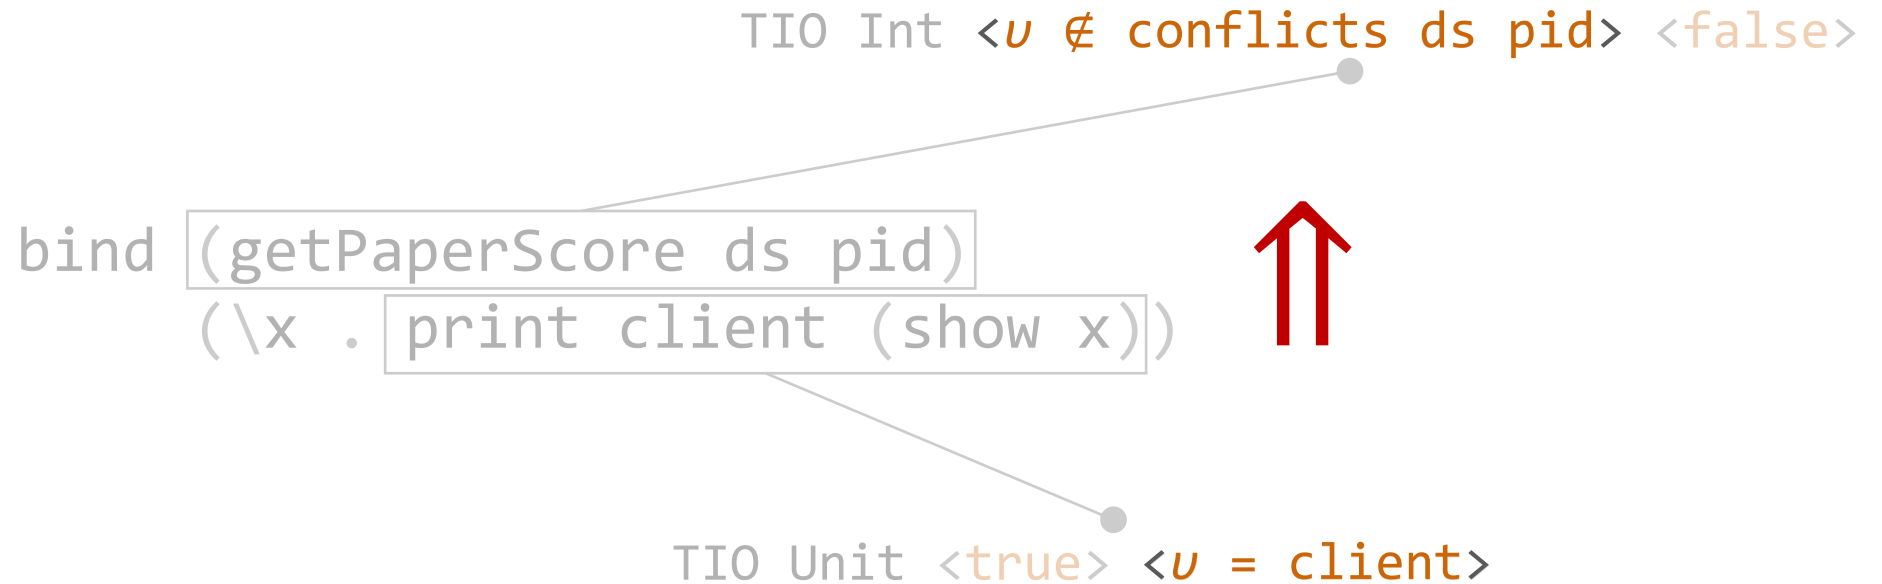 TIO Int <υ ∉ conflicts ds pid> <false>
bind (getPaperScore ds pid)
(\x . print client (show x))
⇑
TIO Unit <true> <υ = client>